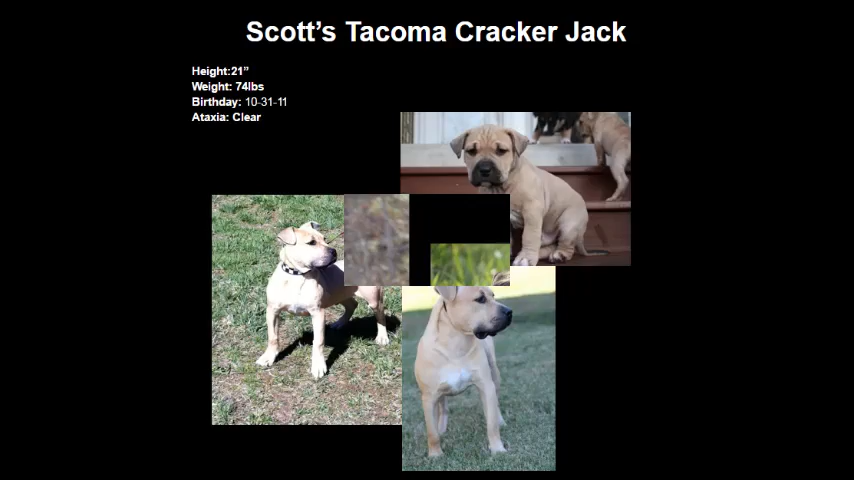 Scott’s Tacoma Cracker Jack
Height:21”
Weight: 74lbs
Birthday: 10-31-11
Ataxia: Clear